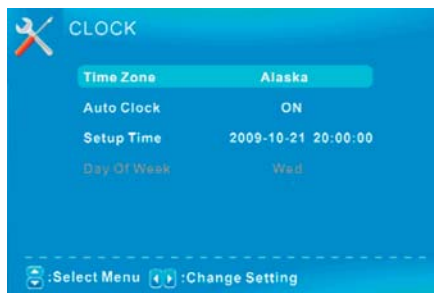 CLOCK
Time Zone Alaska
Auto Clock ON
Setup Time 2009-10-21 20:00:00
Day Of Week Wed
:Select Menu :Change Setting